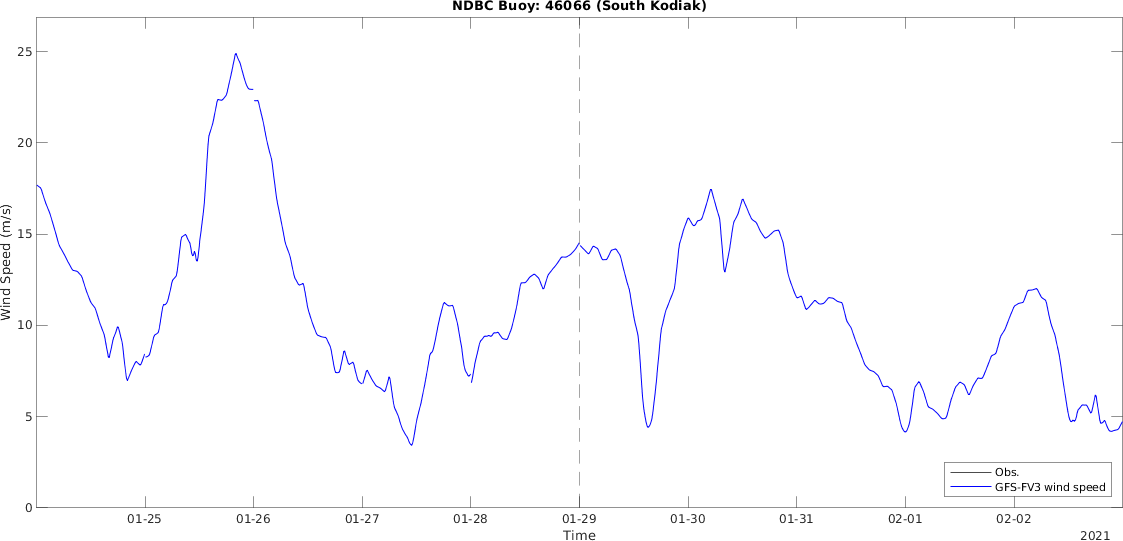 NDBC Buoy: 46066 (South Kodiak)
Wind Speed (m/s)
25
20
15
10
5
0
Obs.
GFS-FV3 wind speed
01-25 01-26 01-27 01-28 01-29 01-30 01-31 02-01 02-02
Time
2021